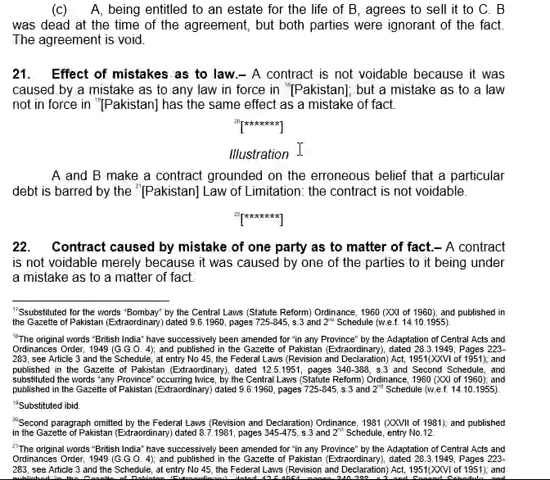 (c) A, being entitled to an estate for the life of B, agrees to sell it to C. B
was dead at the time of the agreement, but both parties were ignorant of the fact.
The agreement is void.
21. Effect of mistakes as to law.– A contract is not voidable because it was
caused by a mistake as to any law in force in 18[Pakistan]; but a mistake as to a law
not in force in 19[Pakistan] has the same effect as a mistake of fact.
20[*******]
Illustration
A and B make a contract grounded on the erroneous belief that a particular
debt is barred by the 21[Pakistan] Law of Limitation: the contract is not voidable.
22[*******]
22. Contract caused by mistake of one party as to matter of fact.– A contract
is not voidable merely because it was caused by one of the parties to it being under
a mistake as to a matter of fact.
17Ssubstituted for the words “Bombay” by the Central Laws (Statute Reform) Ordinance, 1960 (XXI of 1960), and published in
the Gazette of Pakistan (Extraordinary) dated 9.6.1960, pages 725-845, s.3 and 2nd Schedule (w.e.f. 14.10.1955).
18The original words “British India” have successively been amended for “in any Province” by the Adaptation of Central Acts and
Ordinances Order, 1949 (G.G.O. 4); and published in the Gazette of Pakistan (Extraordinary), dated 28.3.1949, Pages 223-
283, see Article 3 and the Schedule, at entry No 45, the Federal Laws (Revision and Declaration) Act, 1951(XXVI of 1951); and
published in the Gazette of Pakistan (Extraordinary), dated 12.5.1951, pages 340-388, s.3 and Second Schedule, and
substituted the words “any Province” occurring twice, by the Central Laws (Statute Reform) Ordinance, 1960 (XXI of 1960); and
published in the Gazette of Pakistan (Extraordinary) dated 9.6.1960, pages 725-845, s.3 and 2nd Schedule (w.e.f. 14.10.1955).
19Substituted ibid.
20Second paragraph omitted by the Federal Laws (Revision and Declaration) Ordinance, 1981 (XXVII of 1981); and published
in the Gazette of Pakistan (Extraordinary) dated 8.7.1981, pages 345-475, s.3 and 2nd Schedule, entry No.12.
21The original words “British India” have successively been amended for “in any Province” by the Adaptation of Central Acts and
Ordinances Order, 1949 (G.G.O. 4); and published in the Gazette of Pakistan (Extraordinary), dated 28.3.1949, Pages 223-
283, see Article 3 and the Schedule, at entry No 45, the Federal Laws (Revision and Declaration) Act, 1951(XXVI of 1951); and